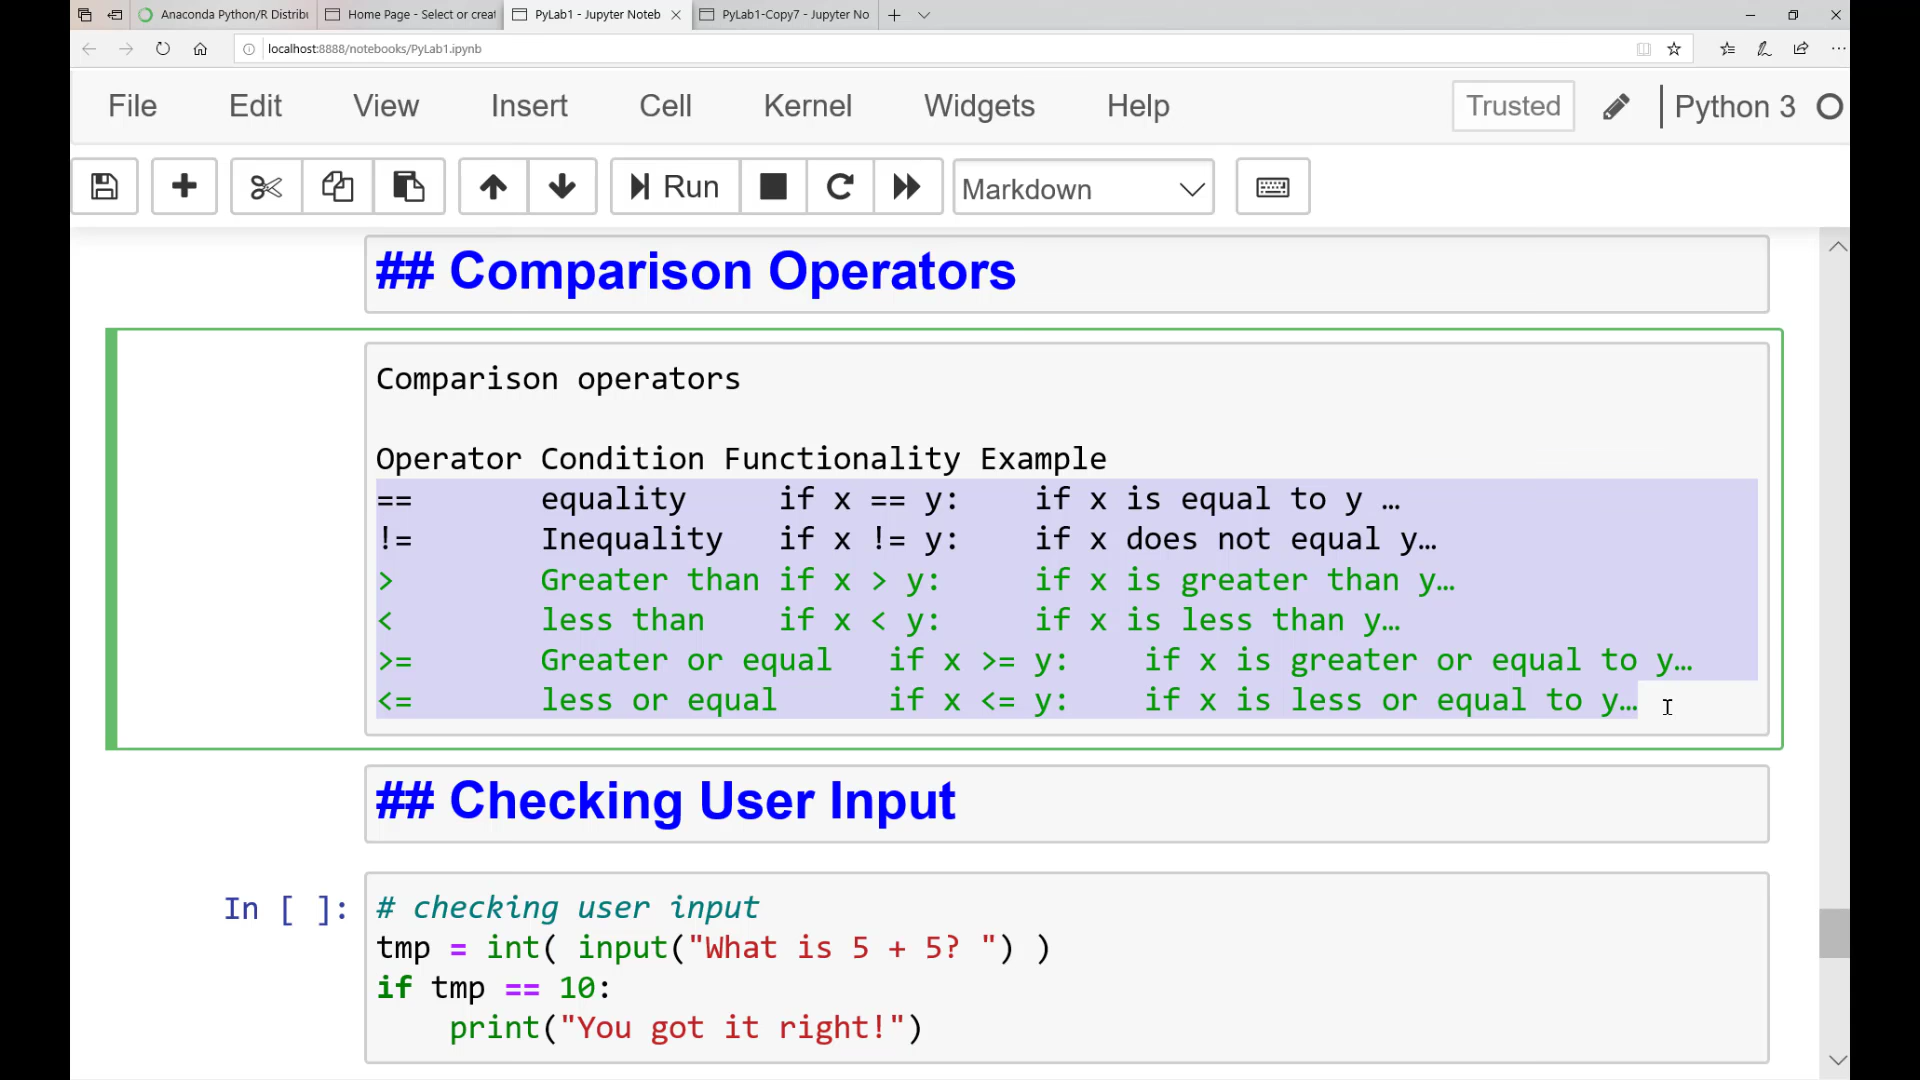 Anaconda Python/R Distribu
Home Page - Select or creat
PyLab1 - Jupyter Noteb
PyLab1-Copy7 - Jupyter No
localhost:8888/notebooks/PyLab1.ipynb
File Edit View Insert Cell Kernel Widgets Help Trusted Python 3
Run Markdown
## Comparison Operators
Comparison operators
Operator Condition Functionality Example
== equality if x == y: if x is equal to y …
!= Inequality if x != y: if x does not equal y…
> Greater than if x > y: if x is greater than y…
< less than if x < y: if x is less than y…
>= Greater or equal if x >= y: if x is greater or equal to y…
<= less or equal if x <= y: if x is less or equal to y…
## Checking User Input
In [ ]: # checking user input
tmp = int( input("What is 5 + 5? ") )
if tmp == 10:
    print("You got it right!")